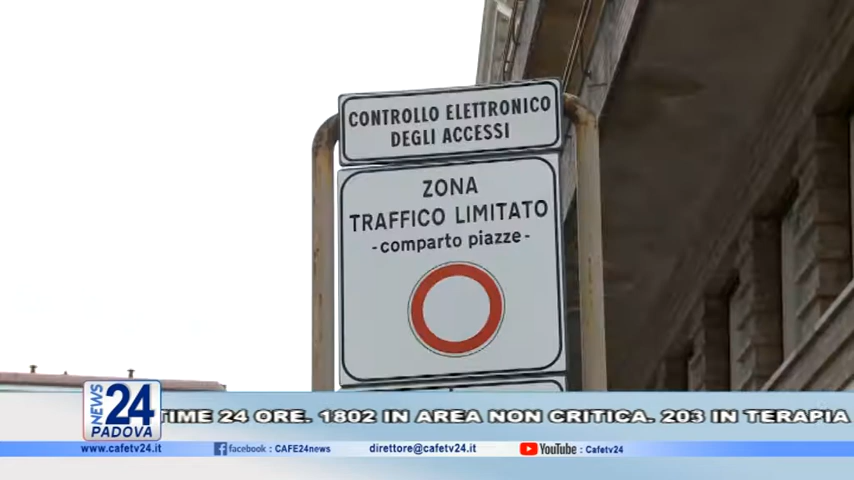 CONTROLLO ELETTRONICO
DEGLI ACCESSI
ZONA
TRAFFICO LIMITATO
- comparto piazze -
NEWS
24
PADOVA
TIME 24 ORE. 1802 IN AREA NON CRITICA. 203 IN TERAPIA
www.cafetv24.it
facebook : CAFE24news
direttore@cafetv24.it
YouTube : Cafetv24